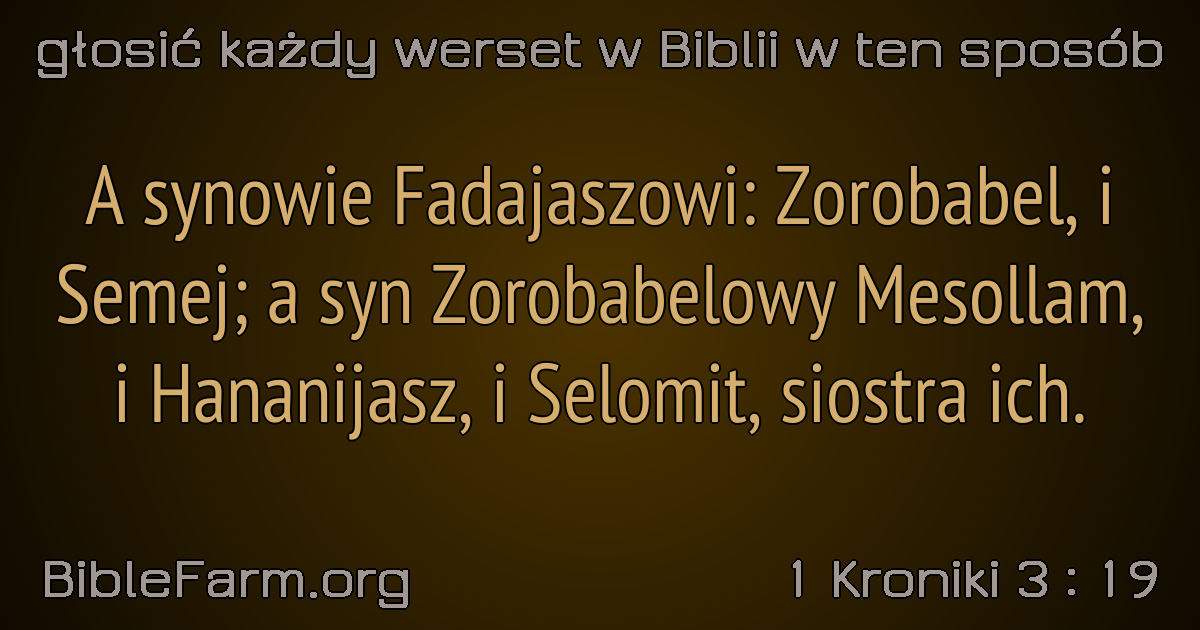 głosić każdy werset w Biblii w ten sposób
A synowie Fadajaszowi: Zorobabel, i
Semej; a syn Zorobabelowy Mesollam,
i Hananijasz, i Selomit, siostra ich.
BibleFarm.org
1 Kroniki 3 : 19